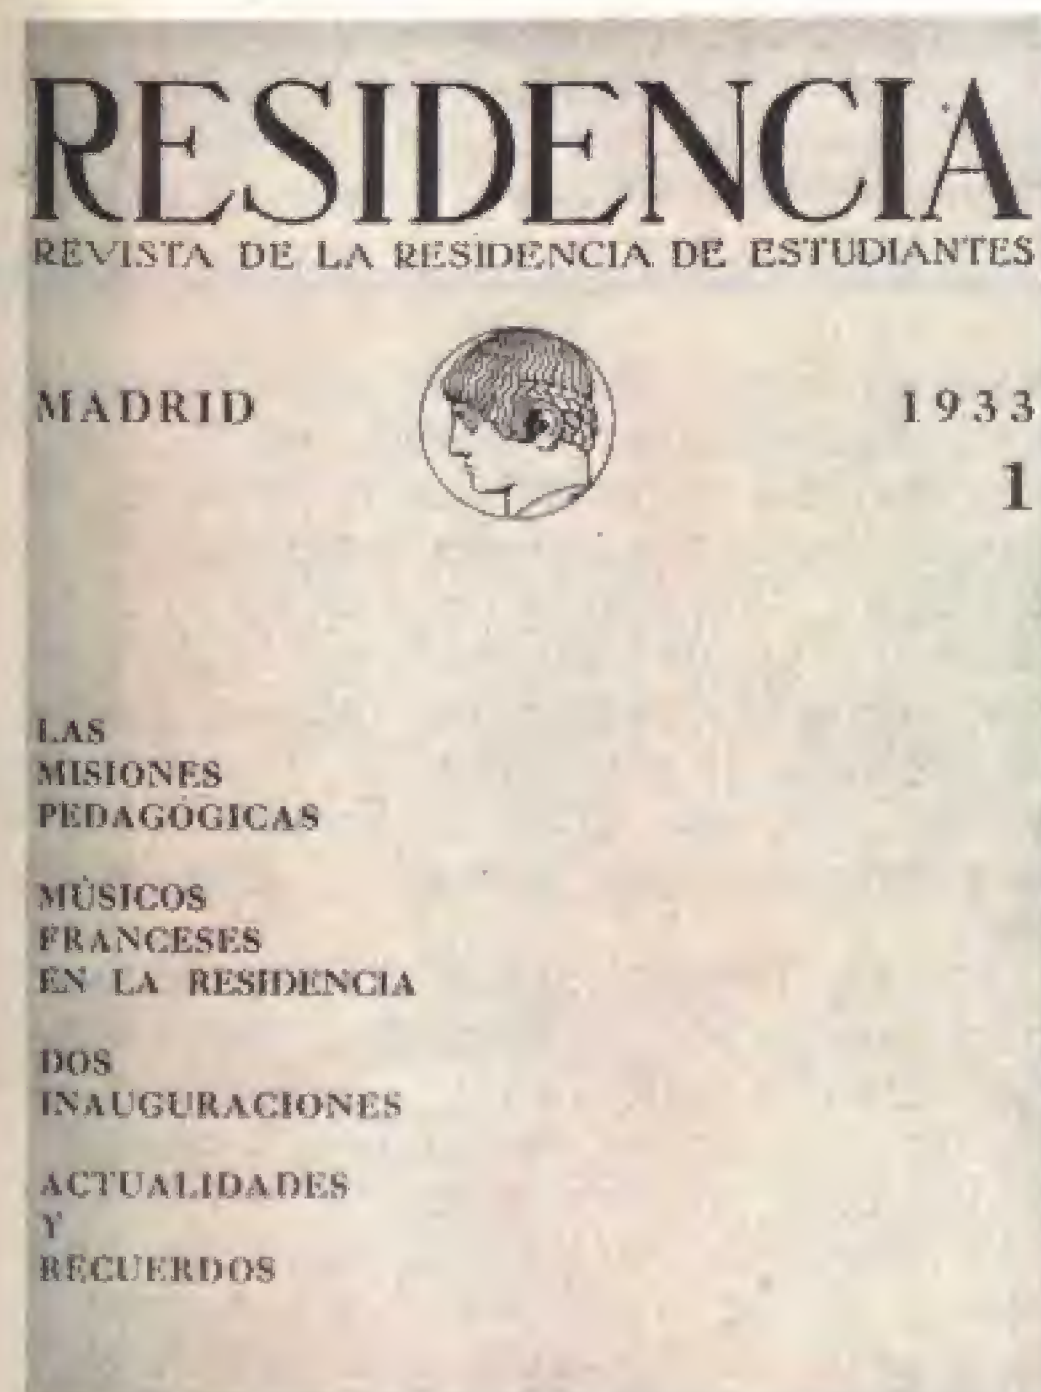 RESIDENCIA
REVISTA DE LA RESIDENCIA DE ESTUDIANTES
MADRID
1933
1
LAS
MISIONES
PEDAGÓGICAS
MÚSICOS
FRANCESES
EN LA RESIDENCIA
DOS
INAUGURACIONES
ACTUALIDADES
Y
RECUERDOS